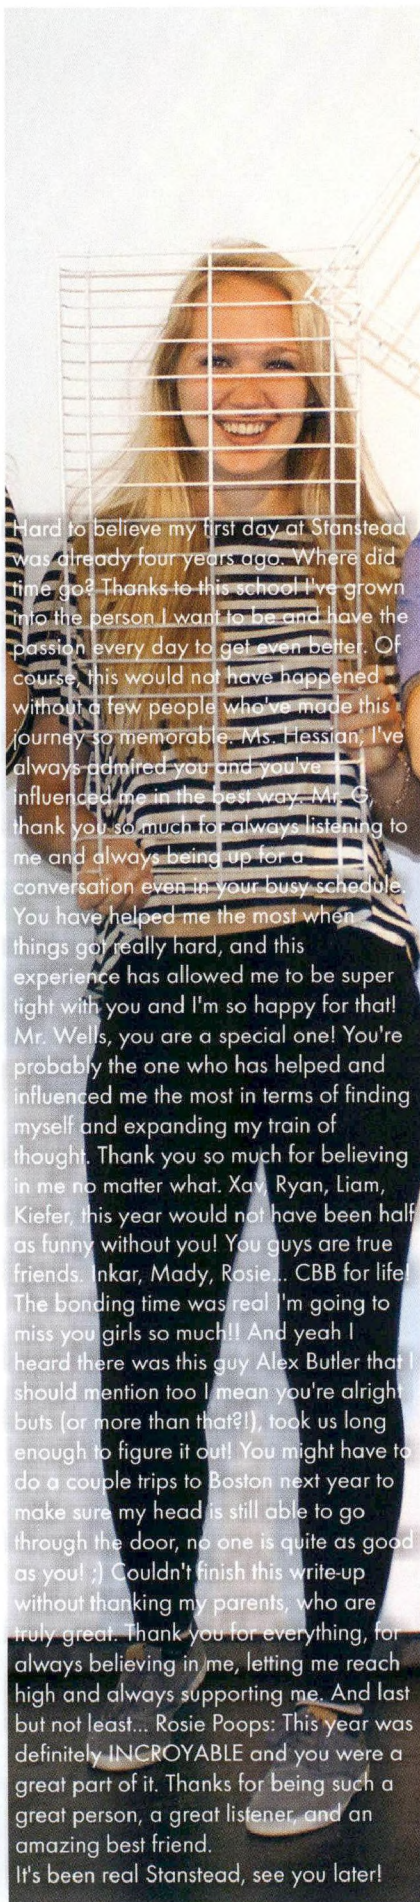 Hard to believe my first day at Stanstead
was already four years ago. Where did
time go? Thanks to this school I've grown
into the person I want to be and have the
passion every day to get even better. Of
course, this would not have happened
without a few people who've made this
journey so memorable. Ms. Hessian, I've
always admired you and you've
influenced me in the best way. Mr. G,
thank you so much for always listening to
me and always being up for a
conversation even in your busy schedule.
You have helped me the most when
things got really hard, and this
experience has allowed me to be super
tight with you and I'm so happy for that!
Mr. Wells, you are a special one! You're
probably the one who has helped and
influenced me the most in terms of finding
myself and expanding my train of
thought. Thank you so much for believing
in me no matter what. Xav, Ryan, Liam,
Kiefer, this year would not have been half
as funny without you! You guys are true
friends. Inkar, Mady, Rosie... CBB for life!
The bonding time was real I'm going to
miss you girls so much!! And yeah I
heard there was this guy Alex Butler that I
should mention too I mean you're alright
buts (or more than that?!), took us long
enough to figure it out! You might have to
do a couple trips to Boston next year to
make sure my head is still able to go
through the door, no one is quite as good
as you! ;) Couldn't finish this write-up
without thanking my parents, who are
truly great. Thank you for everything, for
always believing in me, letting me reach
high and always supporting me. And last
but not least... Rosie Poops: This year was
definitely INCROYABLE and you were a
great part of it. Thanks for being such a
great person, a great listener, and an
amazing best friend.
It's been real Stanstead, see you later!